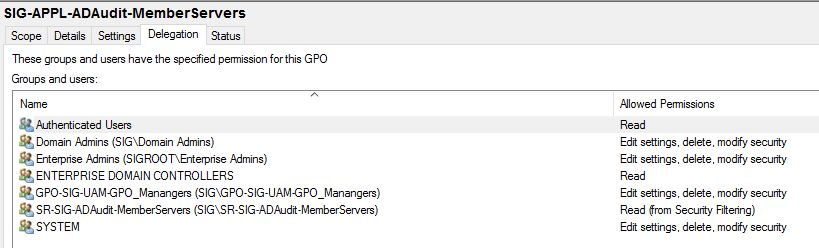 SIG-APPL-ADAudit-MemberServers
Scope Details Settings Delegation Status
These groups and users have the specified permission for this GPO
Groups and users:
Name Allowed Permissions
Authenticated Users Read
Domain Admins (SIG\Domain Admins) Edit settings, delete, modify security
Enterprise Admins (SIGROOT\Enterprise Admins) Edit settings, delete, modify security
ENTERPRISE DOMAIN CONTROLLERS Read
GPO-SIG-UAM-GPO_Manangers (SIG\GPO-SIG-UAM-GPO_Manangers) Edit settings, delete, modify security
SR-SIG-ADAudit-MemberServers (SIG\SR-SIG-ADAudit-MemberServers) Read (from Security Filtering)
SYSTEM Edit settings, delete, modify security